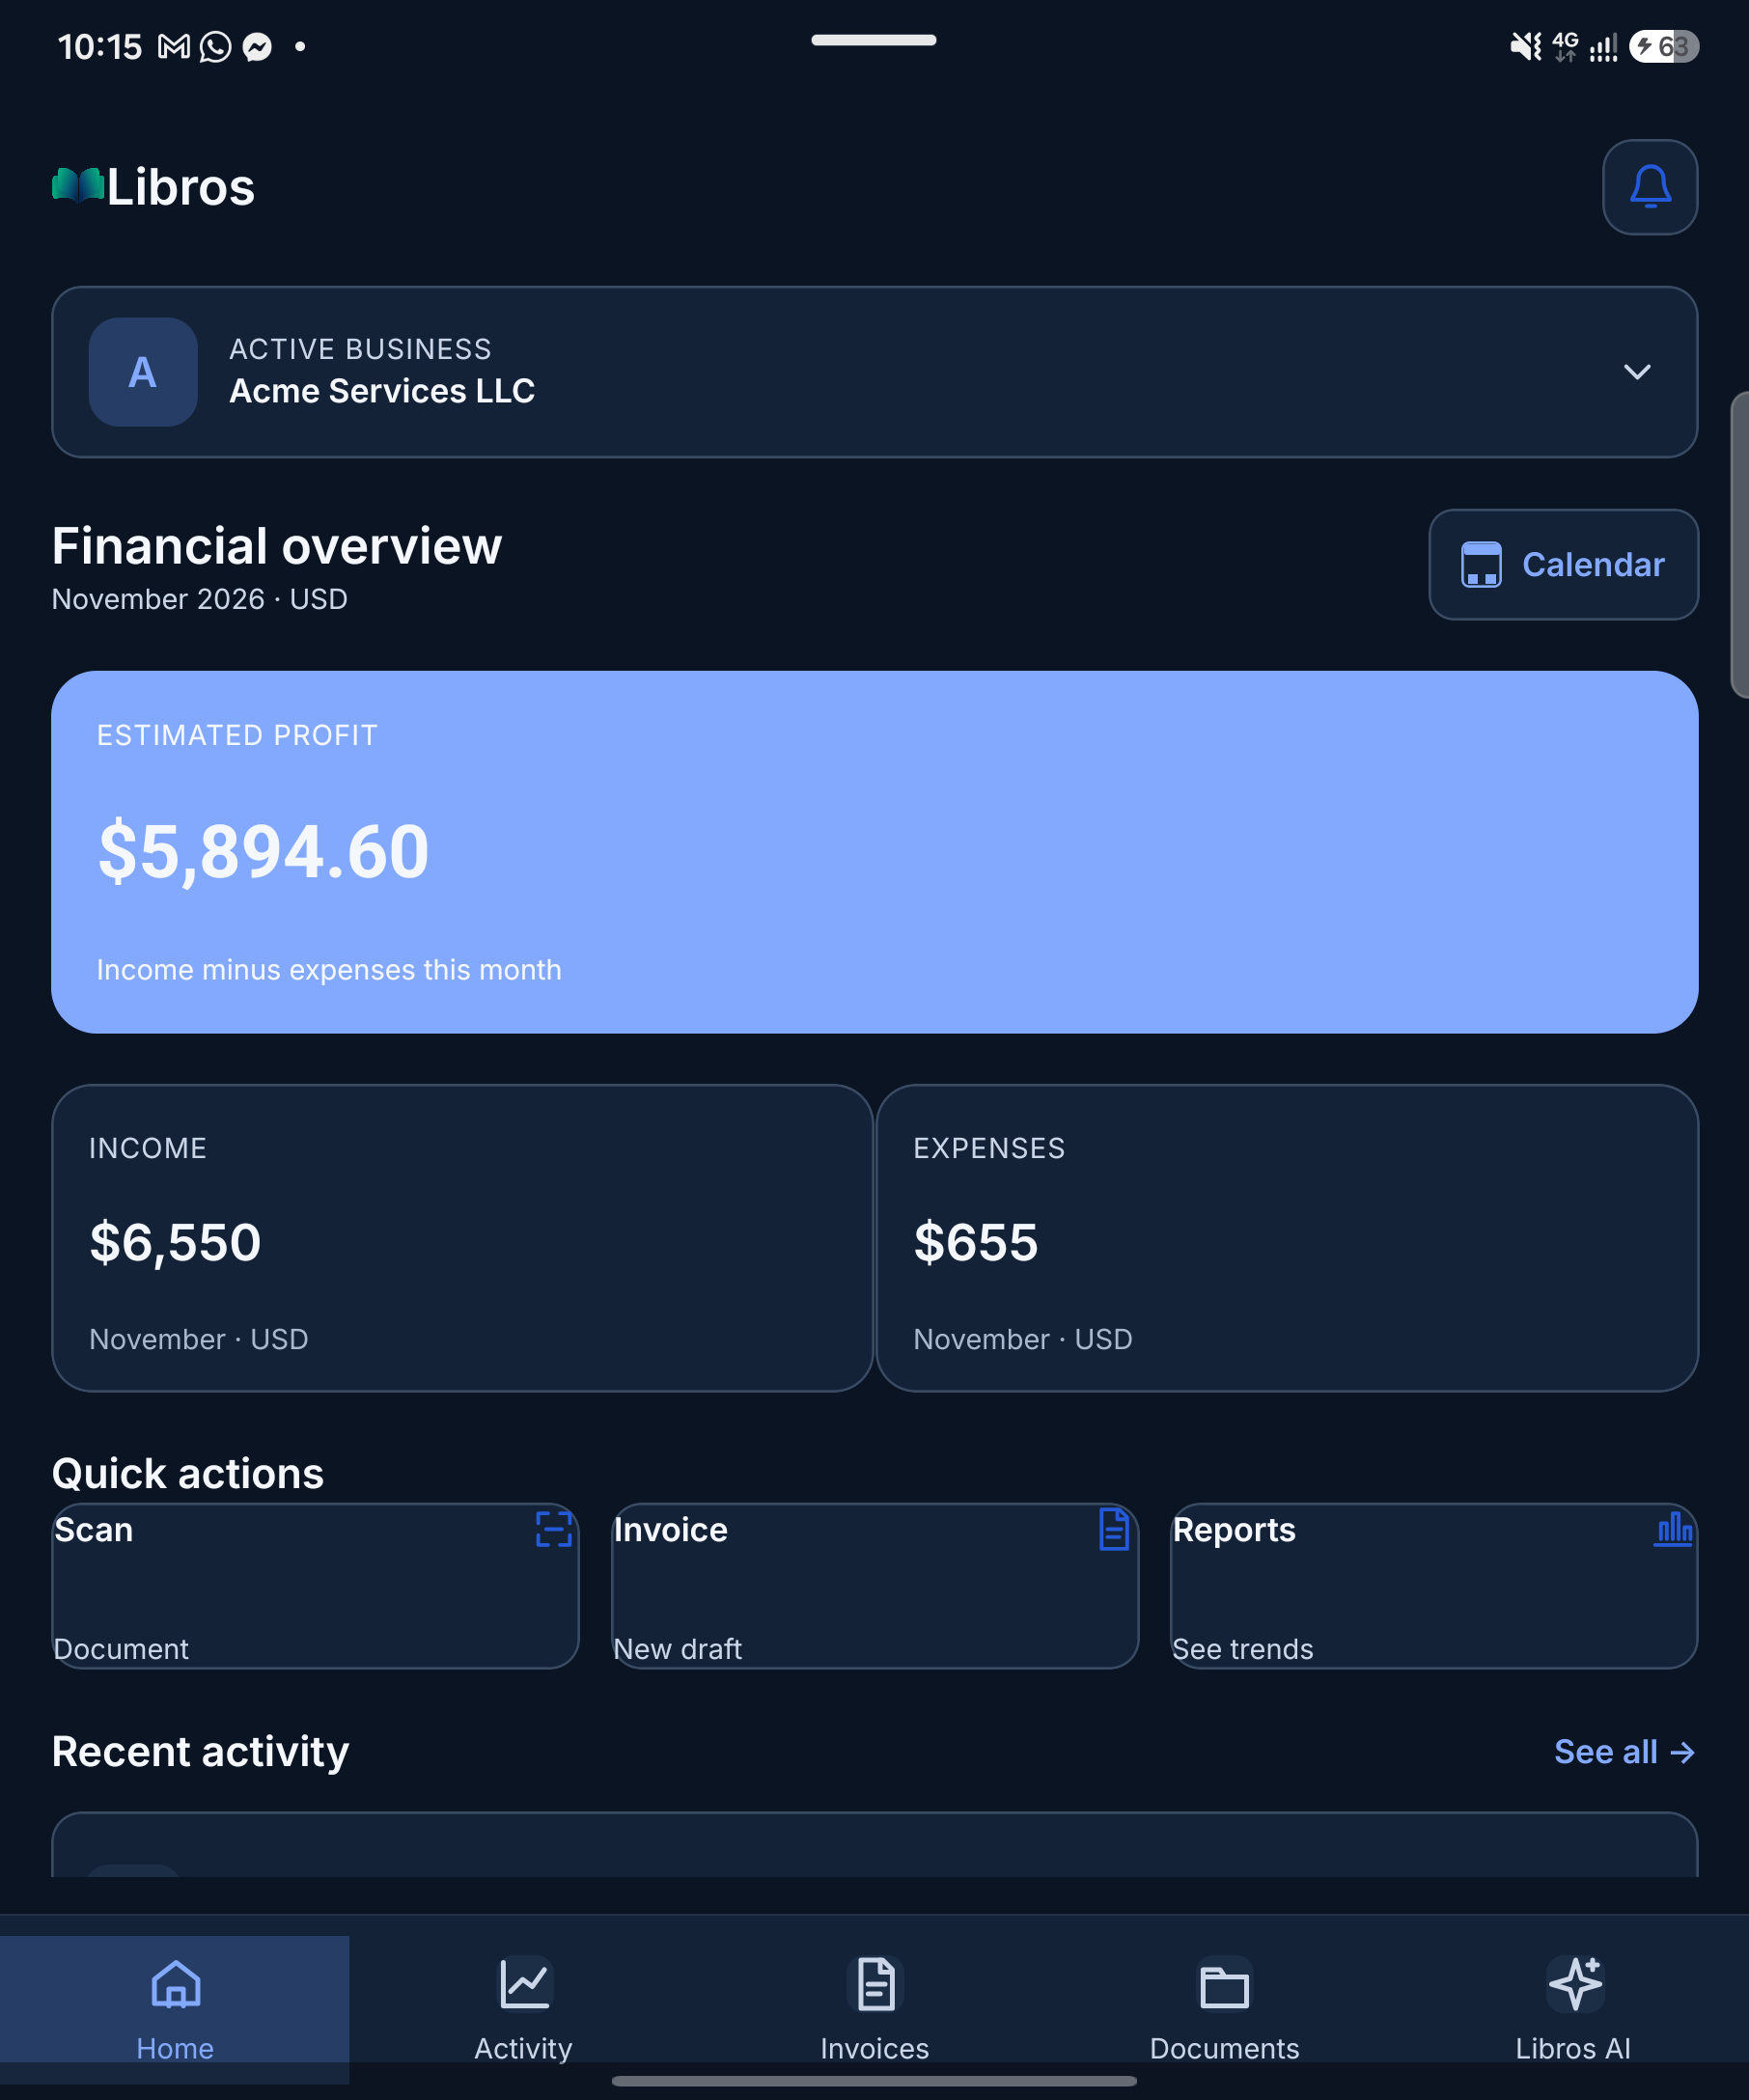 10:15
4G
63
Libros
A
ACTIVE BUSINESS
Acme Services LLC
Financial overview
November 2026 · USD
Calendar
ESTIMATED PROFIT
$5,894.60
Income minus expenses this month
INCOME
$6,550
November · USD
EXPENSES
$655
November · USD
Quick actions
Scan
Document
Invoice
New draft
Reports
See trends
Recent activity
See all →
Home
Activity
Invoices
Documents
Libros AI